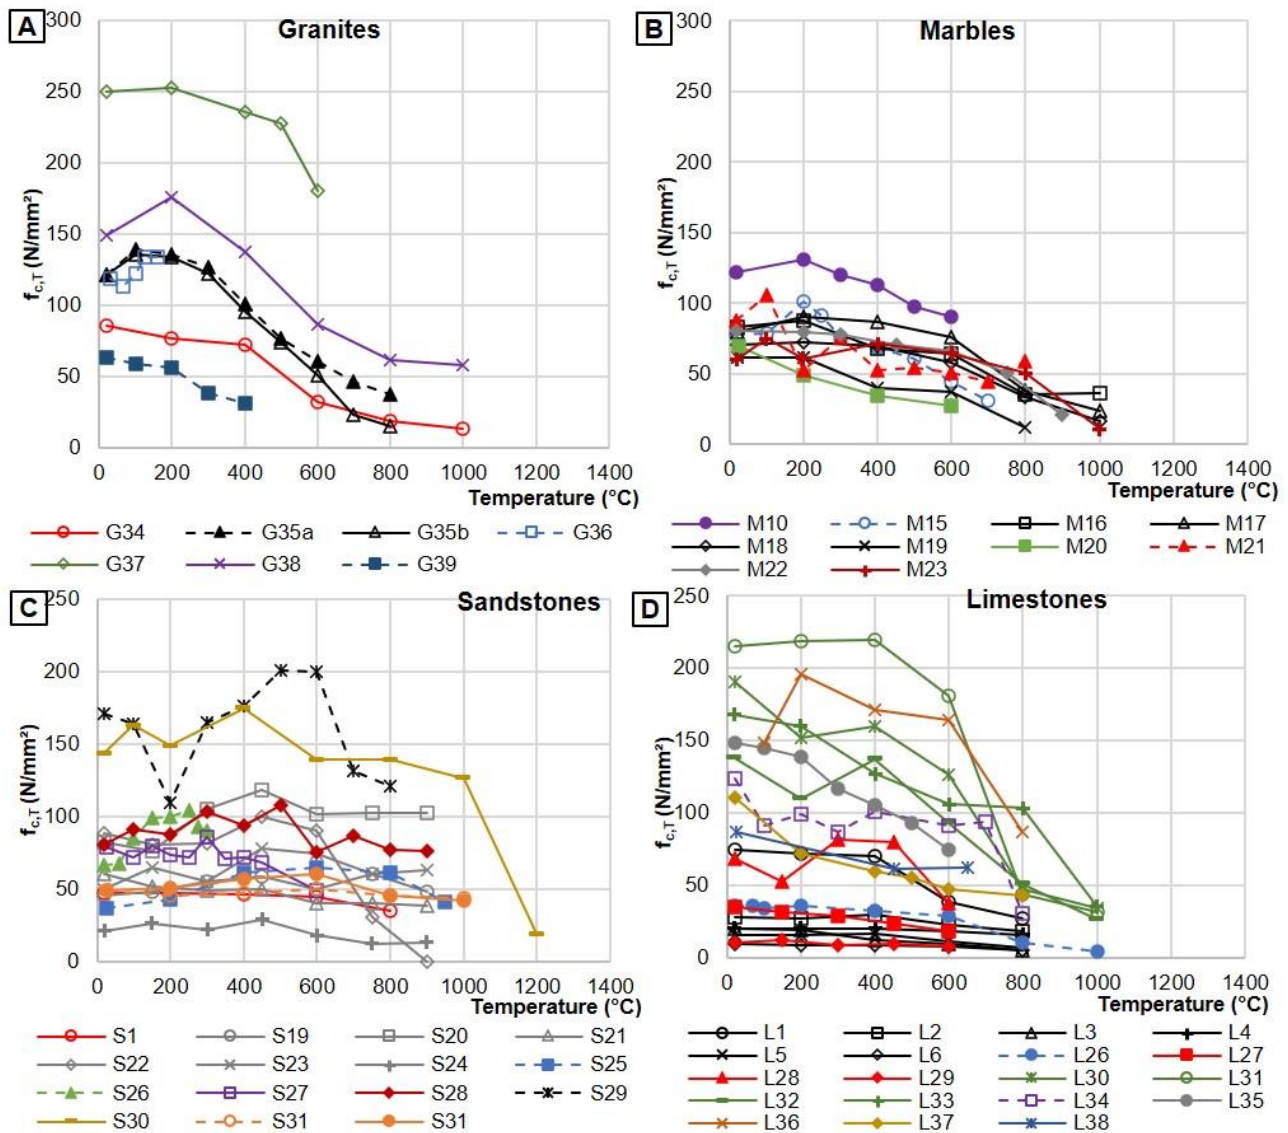 A
Granites
300
250
200
150
100
50
0
f_c,T (N/mm²)
0 200 400 600 800 1000 1200 1400
Temperature (°C)
G34 G35a G35b G36
G37 G38 G39
B
Marbles
300
250
200
150
100
50
0
f_c,T (N/mm²)
0 200 400 600 800 1000 1200 1400
Temperature (°C)
M10 M15 M16 M17
M18 M19 M20 M21
M22 M23
C
Sandstones
250
200
150
100
50
0
f_c,T (N/mm²)
0 200 400 600 800 1000 1200 1400
Temperature (°C)
S1 S19 S20 S21
S22 S23 S24 S25
S26 S27 S28 S29
S30 S31 S31
D
Limestones
250
200
150
100
50
0
f_c,T (N/mm²)
0 200 400 600 800 1000 1200 1400
Temperature (°C)
L1 L2 L3 L4
L5 L6 L26 L27
L28 L29 L30 L31
L32 L33 L34 L35
L36 L37 L38